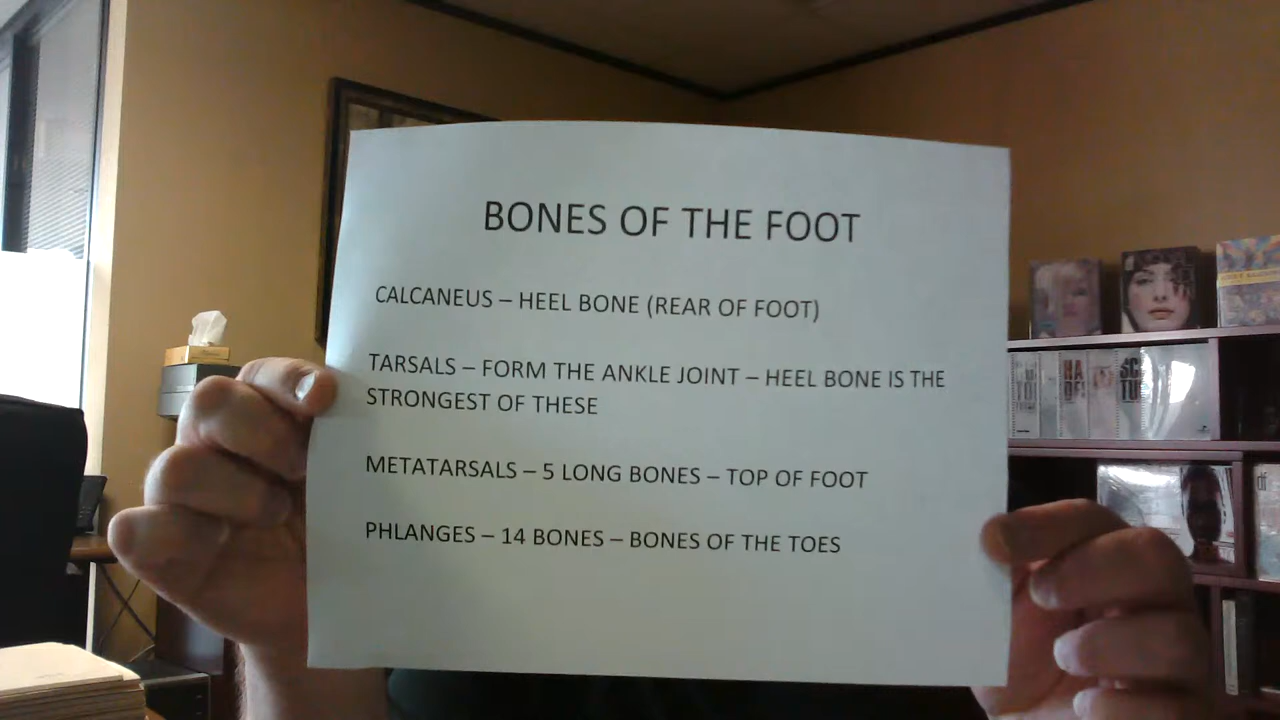 BONES OF THE FOOT
CALCANEUS – HEEL BONE (REAR OF FOOT)
TARSALS – FORM THE ANKLE JOINT – HEEL BONE IS THE
STRONGEST OF THESE
METATARSALS – 5 LONG BONES – TOP OF FOOT
PHLANGES – 14 BONES – BONES OF THE TOES